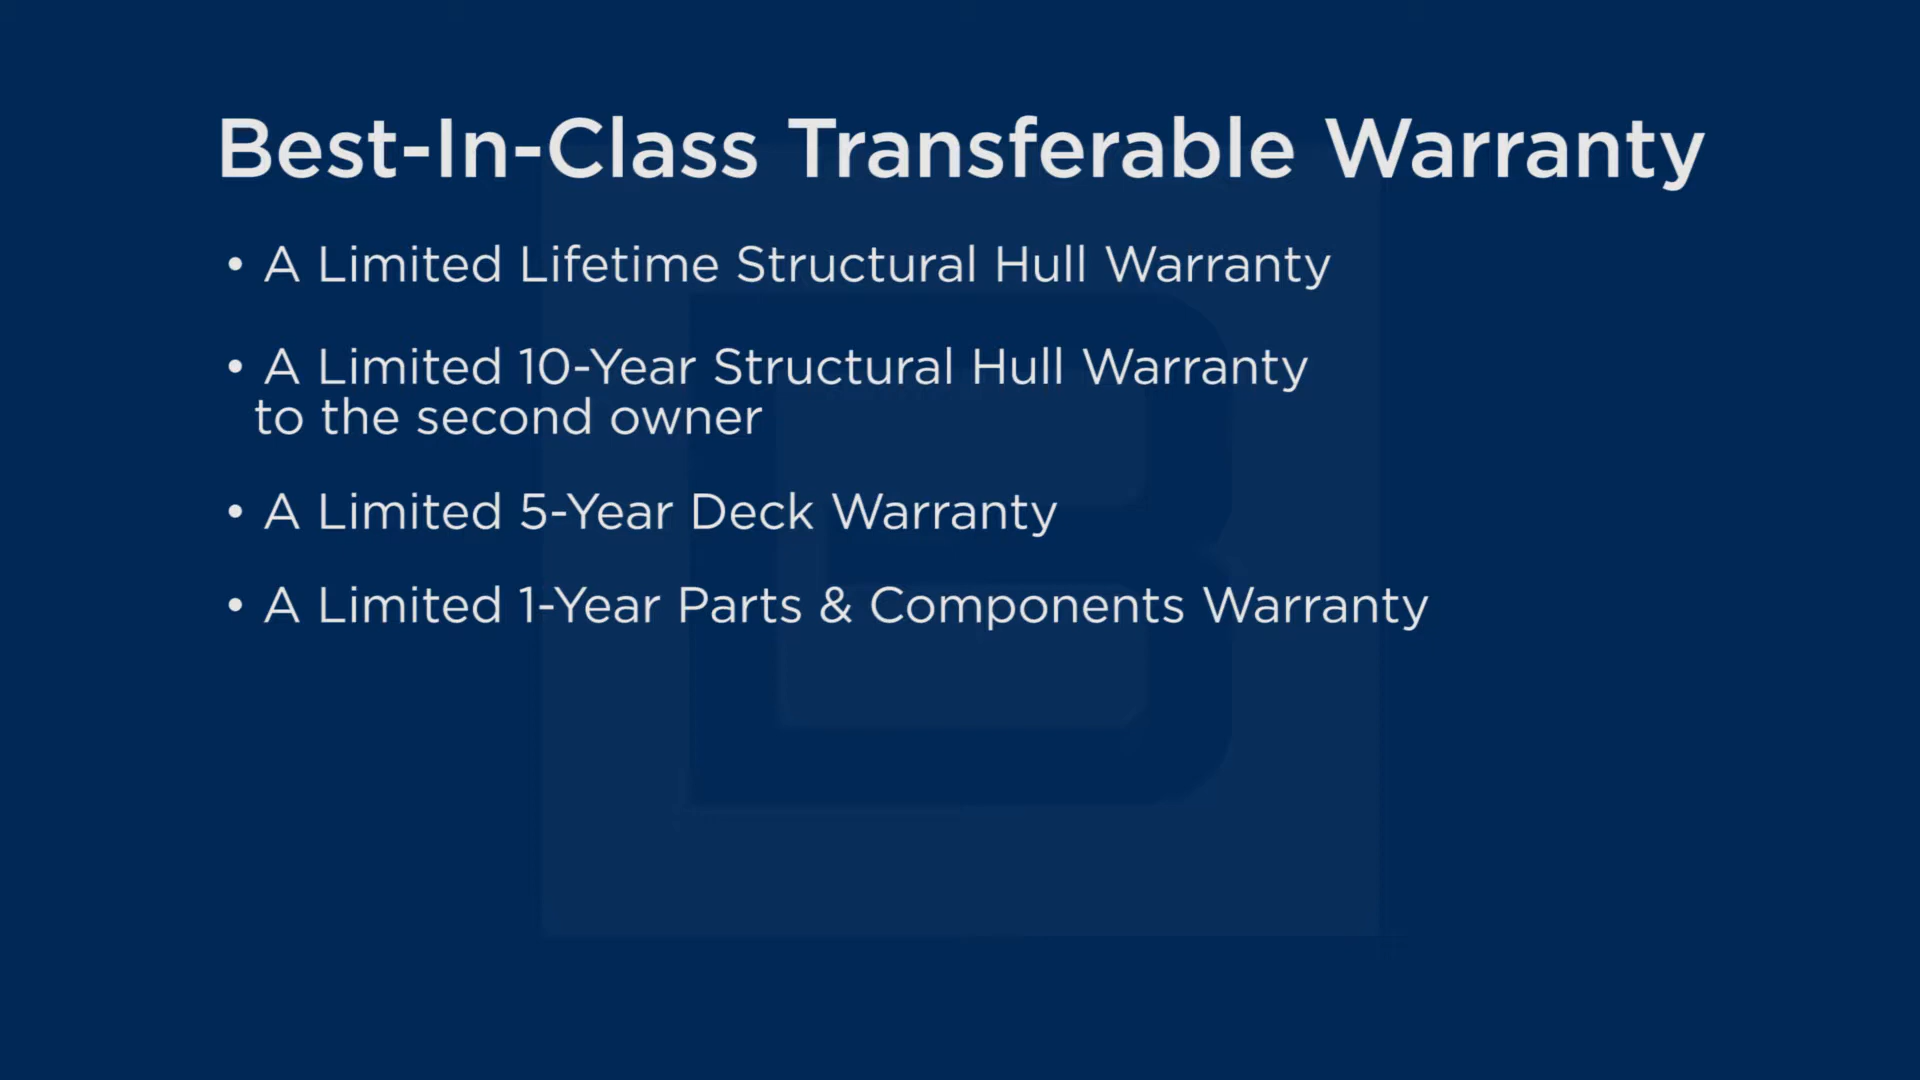 Best-In-Class Transferable Warranty
• A Limited Lifetime Structural Hull Warranty
• A Limited 10-Year Structural Hull Warranty
to the second owner
• A Limited 5-Year Deck Warranty
• A Limited 1-Year Parts & Components Warranty
B